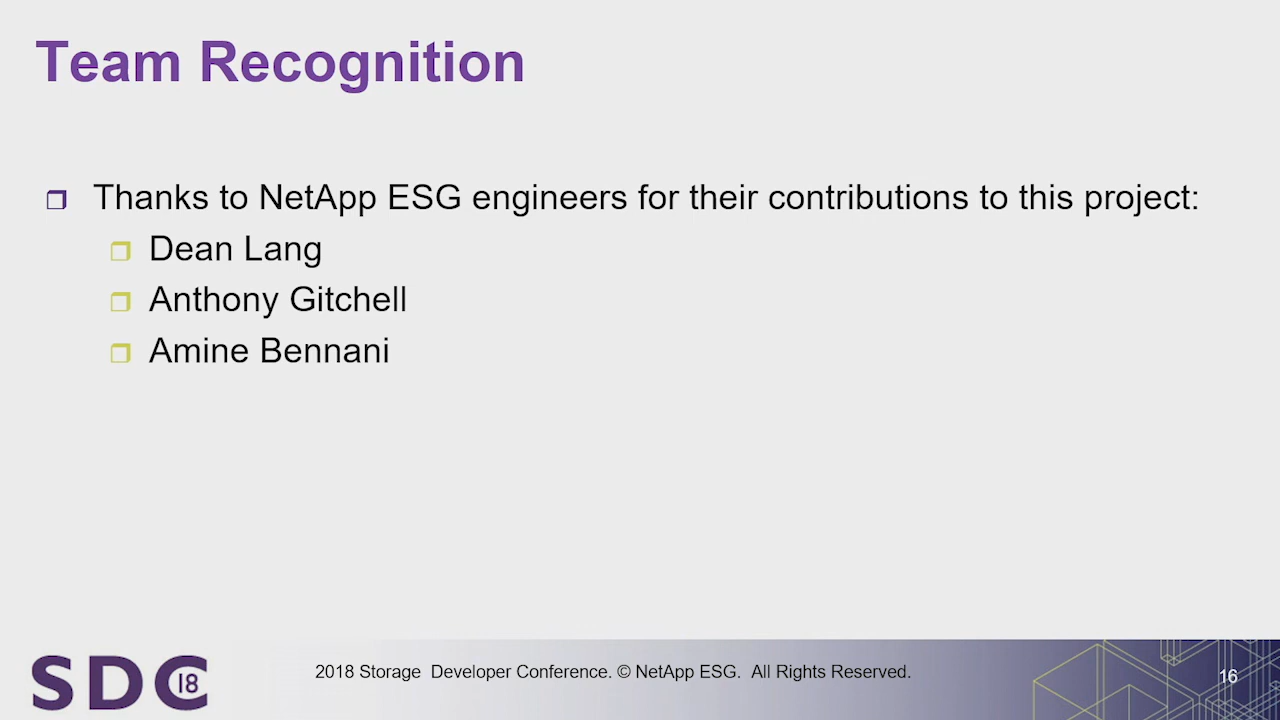 Team Recognition
Thanks to NetApp ESG engineers for their contributions to this project:
Dean Lang
Anthony Gitchell
Amine Bennani
SDC 18
2018 Storage Developer Conference. © NetApp ESG. All Rights Reserved.
16